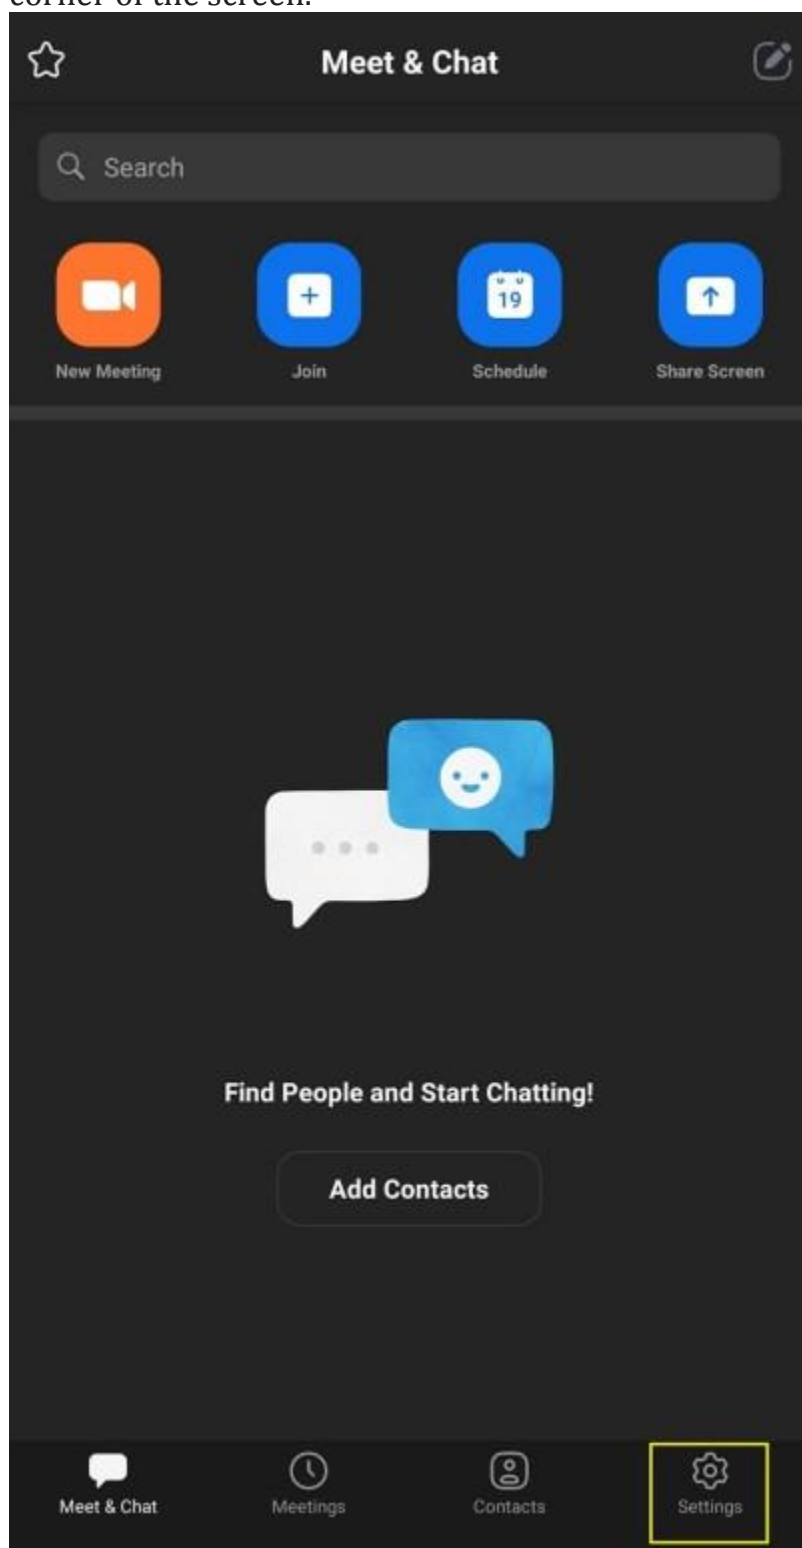 corner of the screen.
Meet & Chat
Search
19
New Meeting Join Schedule Share Screen
Find People and Start Chatting!
Add Contacts
Meet & Chat Meetings Contacts Settings